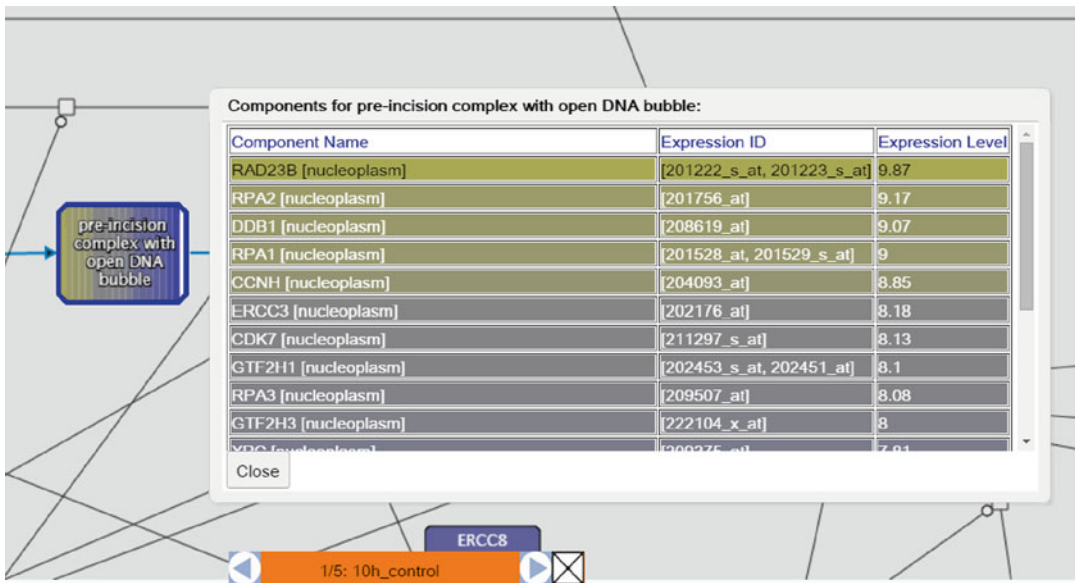 Components for pre-incision complex with open DNA bubble:
Component Name Expression ID Expression Level
RAD23B [nucleoplasm] [201222_s_at, 201223_s_at] 9.87
RPA2 [nucleoplasm] [201756_at] 9.17
DDB1 [nucleoplasm] [208619_at] 9.07
RPA1 [nucleoplasm] [201528_at, 201529_s_at] 9
CCNH [nucleoplasm] [204093_at] 8.85
ERCC3 [nucleoplasm] [202176_at] 8.18
CDK7 [nucleoplasm] [211297_s_at] 8.13
GTF2H1 [nucleoplasm] [202453_s_at, 202451_at] 8.1
RPA3 [nucleoplasm] [209507_at] 8.08
GTF2H3 [nucleoplasm] [222104_x_at] 8
Close
pre-incision
complex with
open DNA
bubble
ERCC8
1/5: 10h_control